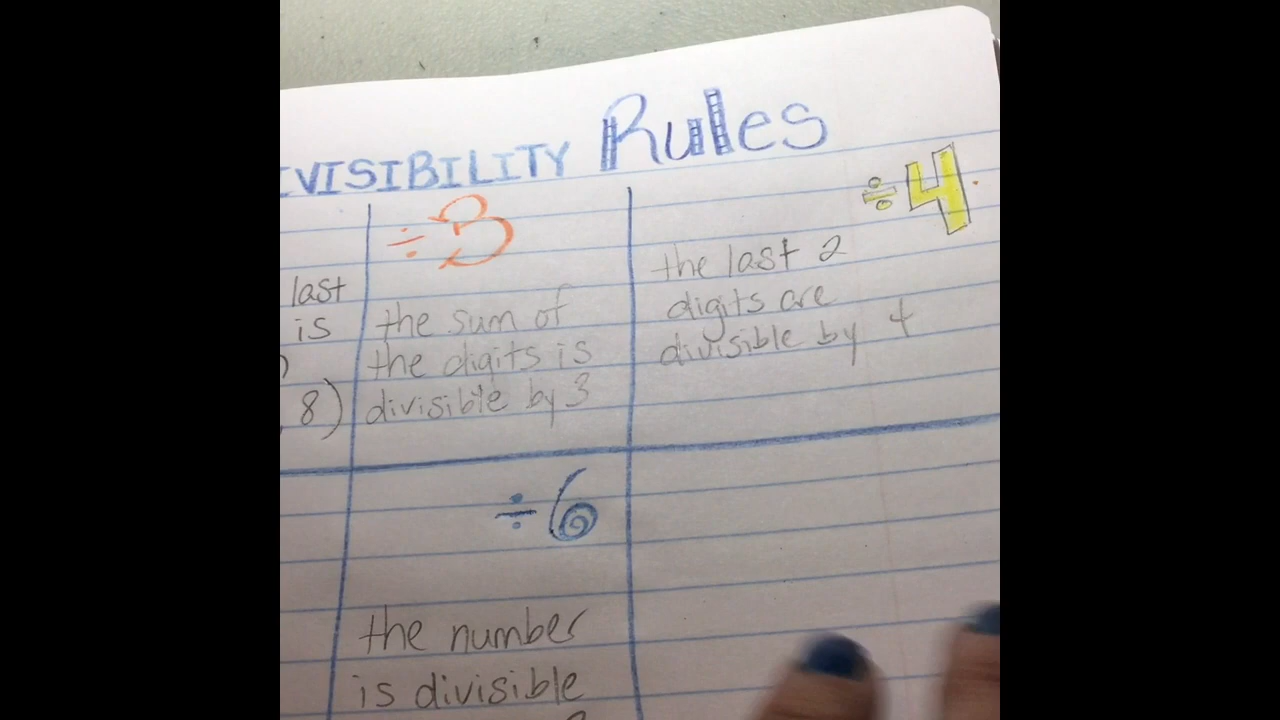 IVISIBILITY Rules
last
is
)
8)
÷3
the sum of
the digits is
divisible by 3
÷4
the last 2
digits are
divisible by 4
÷6
the number
is divisible